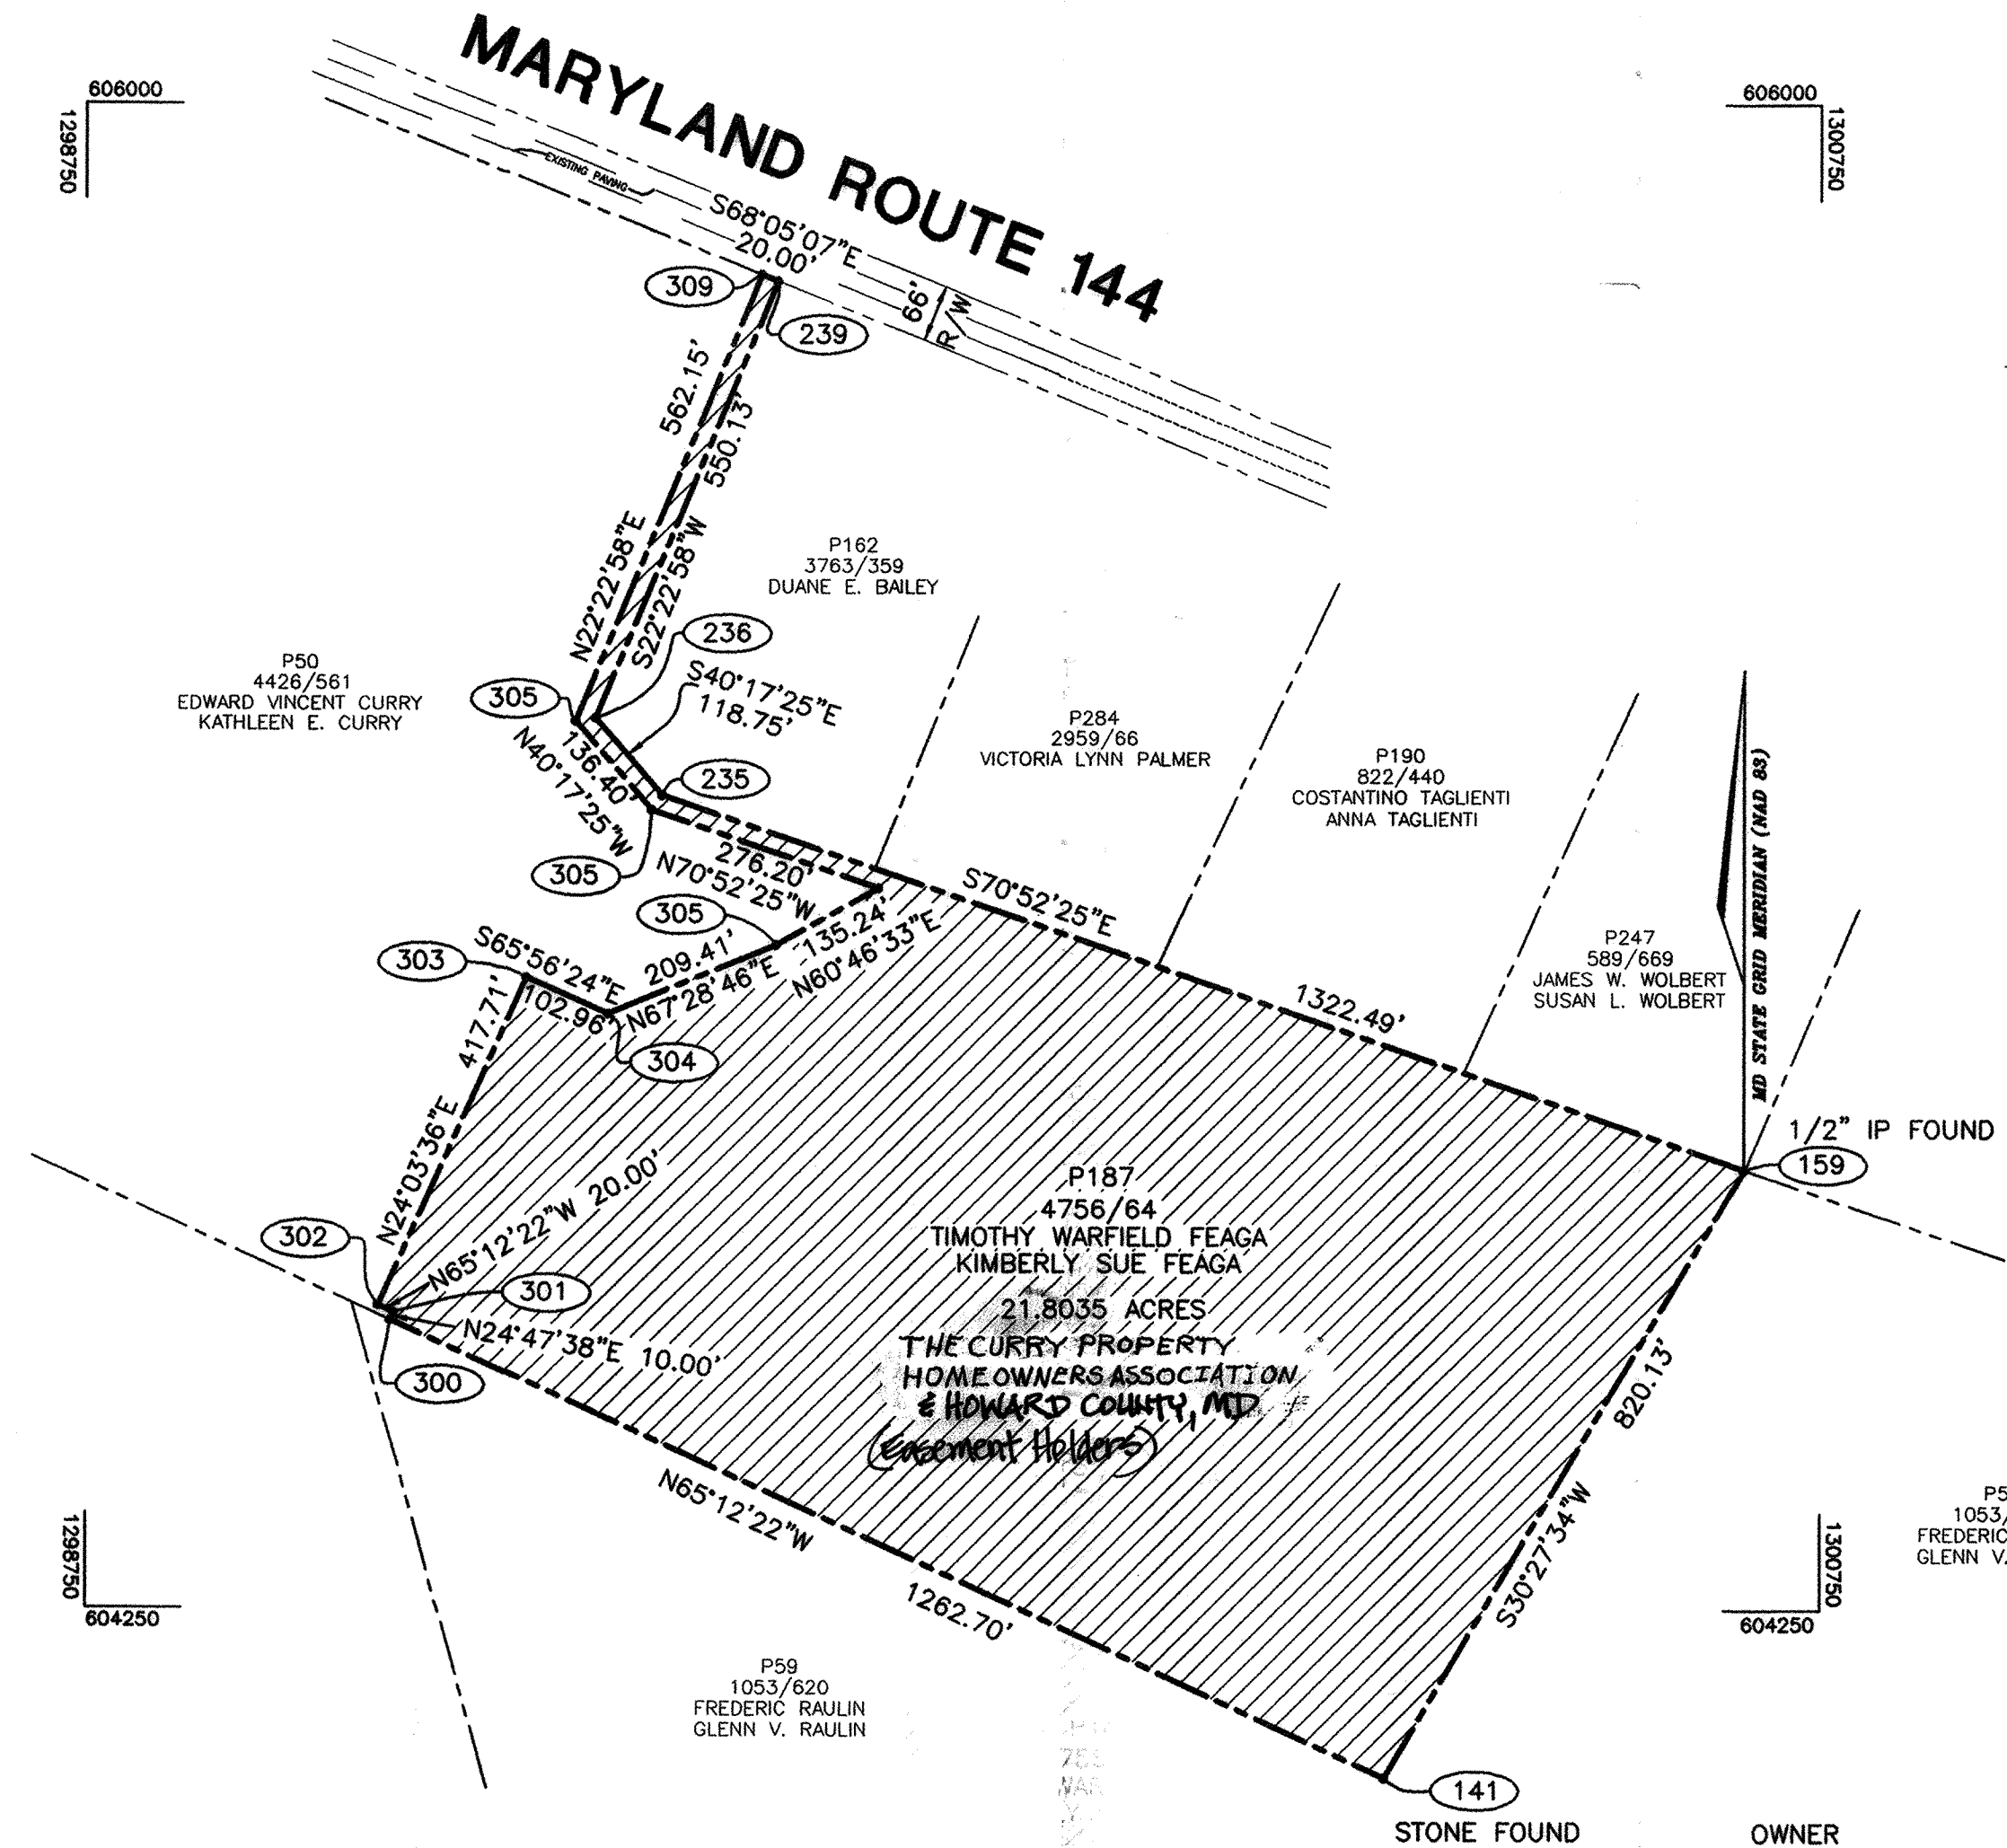 MARYLAND ROUTE 144
606000
1298750
606000
1300750
EXISTING PAVING
S68°05'07"E
20.00'
66'
R/W
309
239
562.15'
550.13'
N22°22'58"E
S22°22'58"W
P162
3763/359
DUANE E. BAILEY
236
S40°17'25"E
118.75'
P50
4426/561
EDWARD VINCENT CURRY
KATHLEEN E. CURRY
305
136.40'
N40°17'25"W
235
P284
2959/66
VICTORIA LYNN PALMER
P190
822/440
COSTANTINO TAGLIENTI
ANNA TAGLIENTI
MD STATE GRID MERIDIAN (NAD 83)
305
276.20'
N70°52'25"W
S70°52'25"E
305
135.24'
N60°46'33"E
303
S65°56'24"E
102.96'
209.41'
N67°28'46"E
304
417.71'
N24°03'36"E
P247
589/669
JAMES W. WOLBERT
SUSAN L. WOLBERT
1322.49'
1/2" IP FOUND
159
P187
4756/64
TIMOTHY WARFIELD FEAGA
KIMBERLY SUE FEAGA
21.8035 ACRES
THE CURRY PROPERTY
HOMEOWNERS ASSOCIATION
& HOWARD COUNTY, MD
(Easement Holders)
302
N65°12'22"W 20.00'
301
N24°47'38"E 10.00'
300
820.13'
S30°27'34"W
N65°12'22"W
1262.70'
P5
1053/
FREDERIC
GLENN V.
1298750
604250
1300750
604250
P59
1053/620
FREDERIC RAULIN
GLENN V. RAULIN
141
STONE FOUND
OWNER